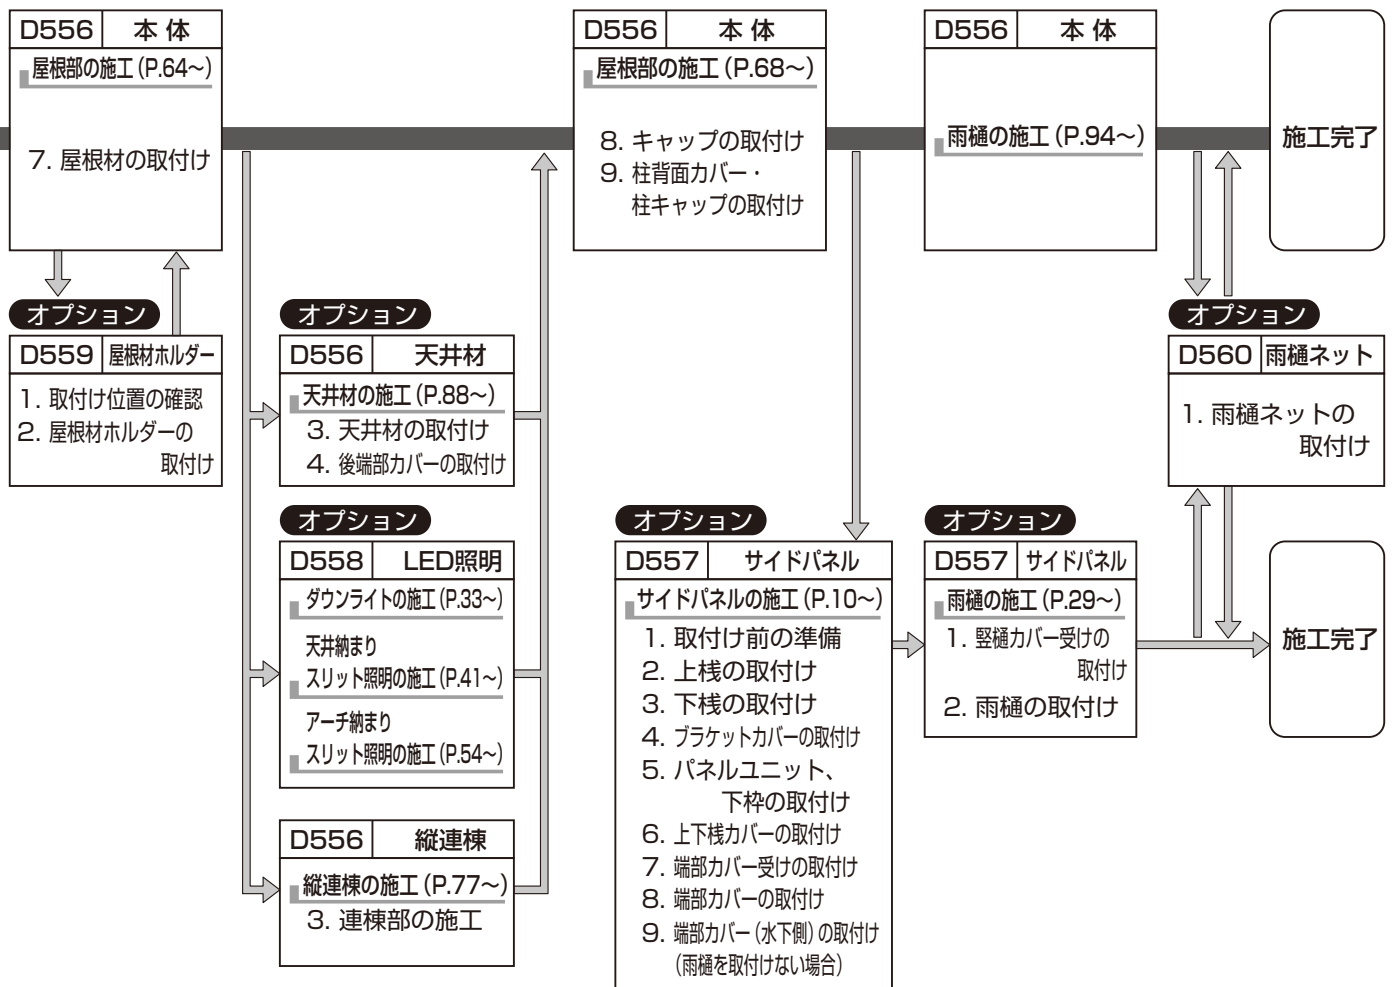 D556 本体
屋根部の施工(P.64〜)
7. 屋根材の取付け
オプション
D559 屋根材ホルダー
1. 取付け位置の確認
2. 屋根材ホルダーの
取付け
オプション
D556 天井材
天井材の施工(P.88〜)
3. 天井材の取付け
4. 後端部カバーの取付け
オプション
D558 LED照明
ダウンライトの施工(P.33〜)
天井納まり
スリット照明の施工(P.41〜)
アーチ納まり
スリット照明の施工(P.54〜)
D556 縦連棟
縦連棟の施工(P.77〜)
3. 連棟部の施工
D556 本体
屋根部の施工(P.68〜)
8. キャップの取付け
9. 柱背面カバー・
柱キャップの取付け
オプション
D557 サイドパネル
サイドパネルの施工(P.10〜)
1. 取付け前の準備
2. 上桟の取付け
3. 下桟の取付け
4. ブラケットカバーの取付け
5. パネルユニット、
下枠の取付け
6. 上下桟カバーの取付け
7. 端部カバー受けの取付け
8. 端部カバーの取付け
9. 端部カバー(水下側)の取付け
(雨樋を取付けない場合)
D556 本体
雨樋の施工(P.94〜)
オプション
D557 サイドパネル
雨樋の施工(P.29〜)
1. 竪樋カバー受けの
取付け
2. 雨樋の取付け
オプション
D560 雨樋ネット
1. 雨樋ネットの
取付け
施工完了
施工完了